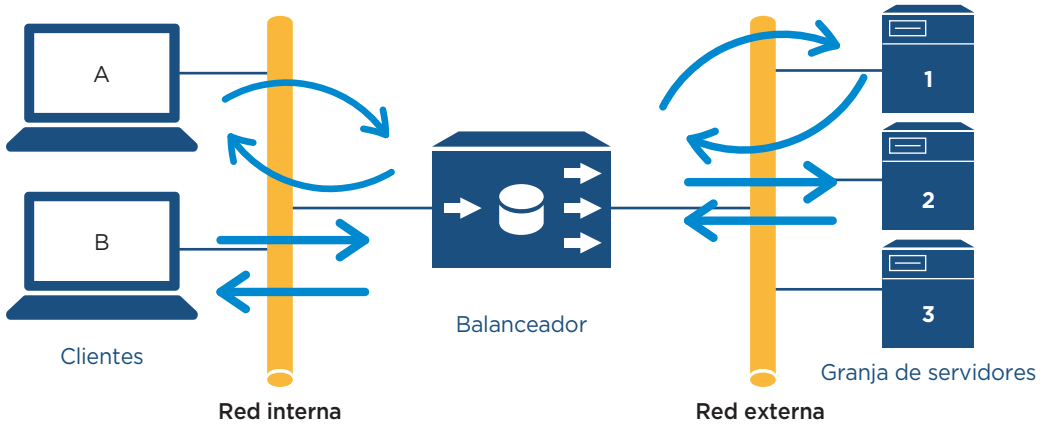 A
B
Clientes
Red interna
Balanceador
Red externa
1
2
3
Granja de servidores